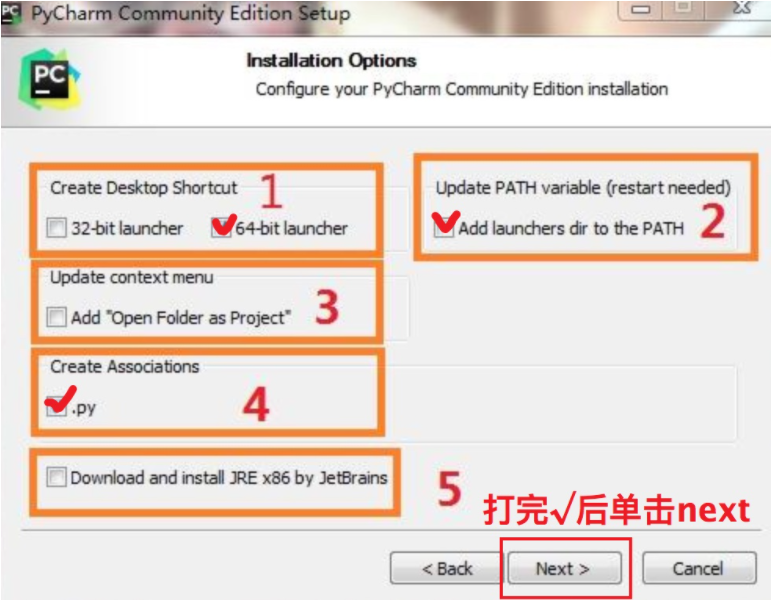 PC PyCharm Community Edition Setup
PC
Installation Options
Configure your PyCharm Community Edition installation
Create Desktop Shortcut 1
32-bit launcher 64-bit launcher
Update PATH variable (restart needed)
Add launchers dir to the PATH 2
Update context menu
Add "Open Folder as Project" 3
Create Associations
.py 4
Download and install JRE x86 by JetBrains 5
打完√后单击next
< Back Next > Cancel